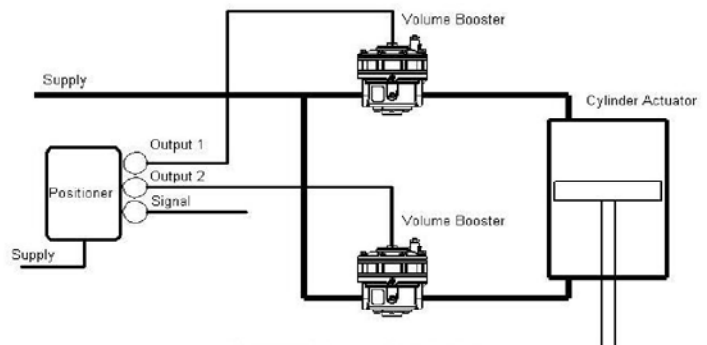 Volume Booster
Supply
Cylinder Actuator
Output 1
Output 2
Positioner
Signal
Volume Booster
Supply